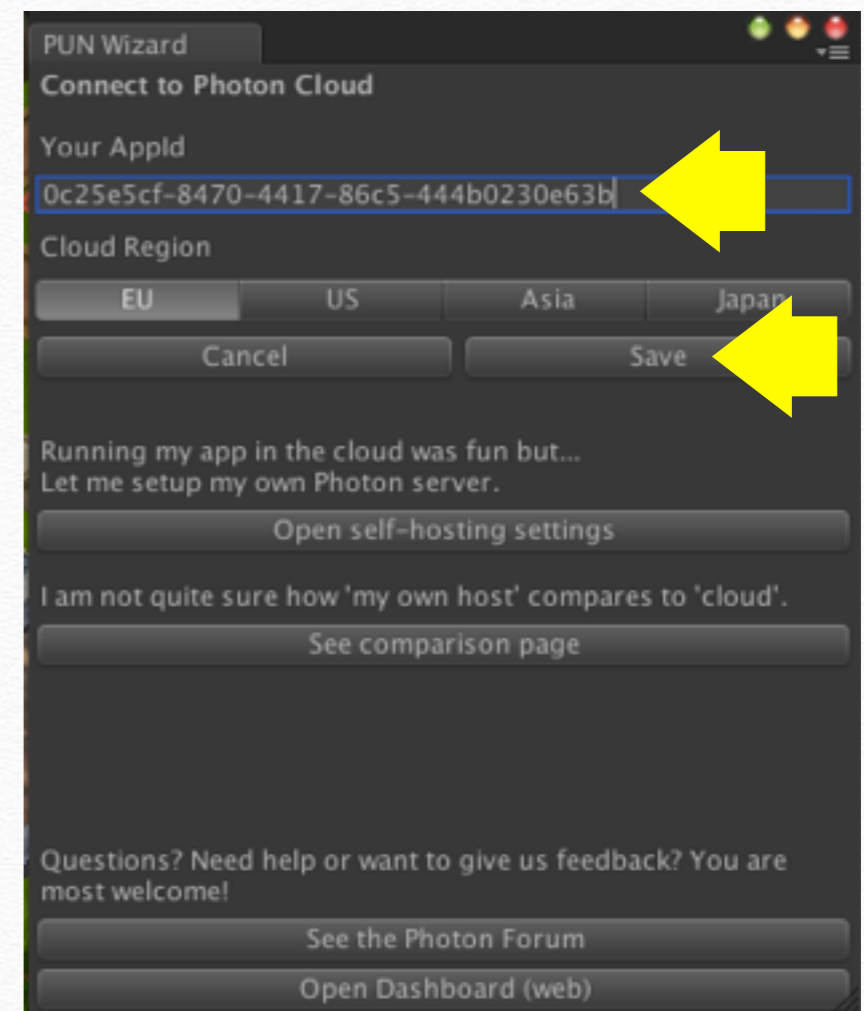 PUN Wizard
Connect to Photon Cloud
Your AppId
0c25e5cf-8470-4417-86c5-444b0230e63b
Cloud Region
EU US Asia Japan
Cancel Save
Running my app in the cloud was fun but...
Let me setup my own Photon server.
Open self-hosting settings
I am not quite sure how 'my own host' compares to 'cloud'.
See comparison page
Questions? Need help or want to give us feedback? You are
most welcome!
See the Photon Forum
Open Dashboard (web)